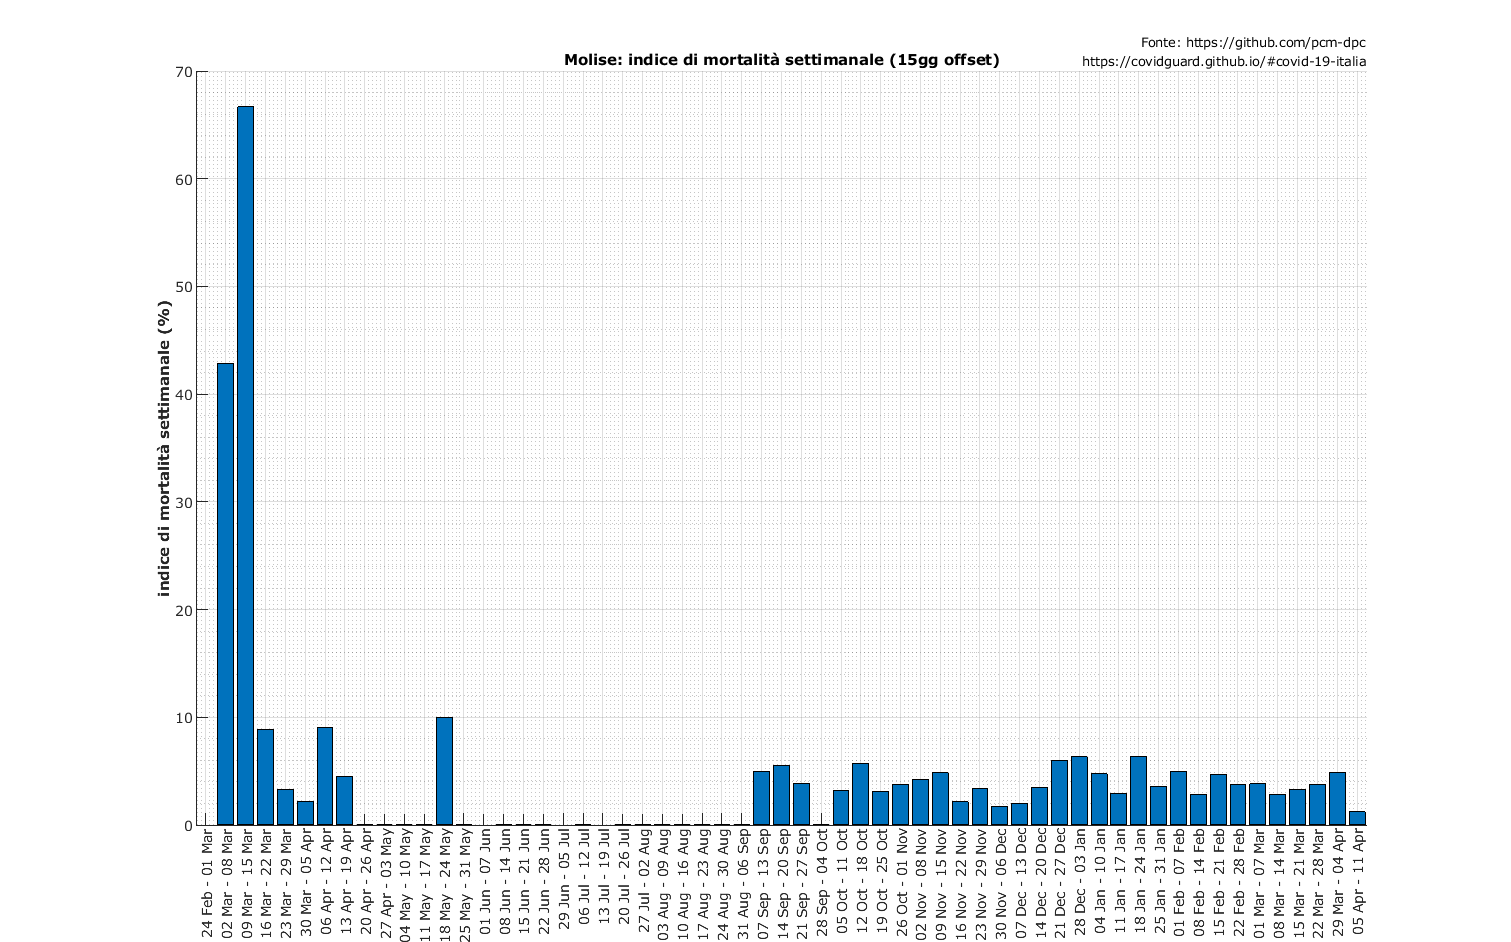 Fonte: https://github.com/pcm-dpc
Molise: indice di mortalità settimanale (15gg offset)
https://covidguard.github.io/#covid-19-italia
indice di mortalità settimanale (%)
70
60
50
40
30
20
10
0
24 Feb - 01 Mar
02 Mar - 08 Mar
09 Mar - 15 Mar
16 Mar - 22 Mar
23 Mar - 29 Mar
30 Mar - 05 Apr
06 Apr - 12 Apr
13 Apr - 19 Apr
20 Apr - 26 Apr
27 Apr - 03 May
04 May - 10 May
11 May - 17 May
18 May - 24 May
25 May - 31 May
01 Jun - 07 Jun
08 Jun - 14 Jun
15 Jun - 21 Jun
22 Jun - 28 Jun
29 Jun - 05 Jul
06 Jul - 12 Jul
13 Jul - 19 Jul
20 Jul - 26 Jul
27 Jul - 02 Aug
03 Aug - 09 Aug
10 Aug - 16 Aug
17 Aug - 23 Aug
24 Aug - 30 Aug
31 Aug - 06 Sep
07 Sep - 13 Sep
14 Sep - 20 Sep
21 Sep - 27 Sep
28 Sep - 04 Oct
05 Oct - 11 Oct
12 Oct - 18 Oct
19 Oct - 25 Oct
26 Oct - 01 Nov
02 Nov - 08 Nov
09 Nov - 15 Nov
16 Nov - 22 Nov
23 Nov - 29 Nov
30 Nov - 06 Dec
07 Dec - 13 Dec
14 Dec - 20 Dec
21 Dec - 27 Dec
28 Dec - 03 Jan
04 Jan - 10 Jan
11 Jan - 17 Jan
18 Jan - 24 Jan
25 Jan - 31 Jan
01 Feb - 07 Feb
08 Feb - 14 Feb
15 Feb - 21 Feb
22 Feb - 28 Feb
01 Mar - 07 Mar
08 Mar - 14 Mar
15 Mar - 21 Mar
22 Mar - 28 Mar
29 Mar - 04 Apr
05 Apr - 11 Apr